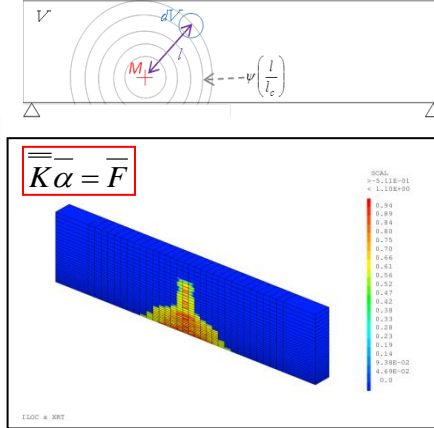 V
dV
M
l
ψ(l/l_c)
K̿ᾱ = F̄
SCAL
>-5.11E-01
< 1.10E+00
0.94
0.89
0.84
0.80
0.75
0.70
0.66
0.61
0.56
0.52
0.47
0.42
0.38
0.33
0.28
0.23
0.19
0.14
9.38E-02
4.69E-02
0.0
ILOC x XRT